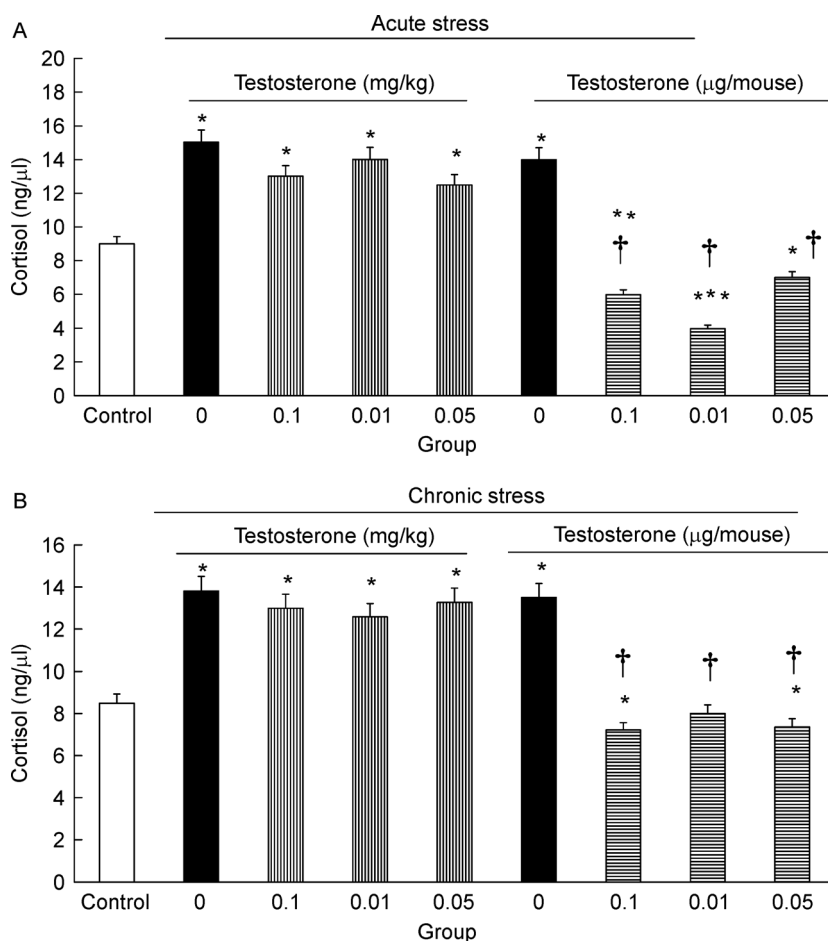 A
Acute stress
Testosterone (mg/kg) Testosterone (μg/mouse)
Cortisol (ng/μl)
20
18
16
14
12
10
8
6
4
2
0
* * * * * ** † † *** * †
Control 0 0.1 0.01 0.05 0 0.1 0.01 0.05
Group
B
Chronic stress
Testosterone (mg/kg) Testosterone (μg/mouse)
Cortisol (ng/μl)
16
14
12
10
8
6
4
2
0
* * * * * † * † † *
Control 0 0.1 0.01 0.05 0 0.1 0.01 0.05
Group